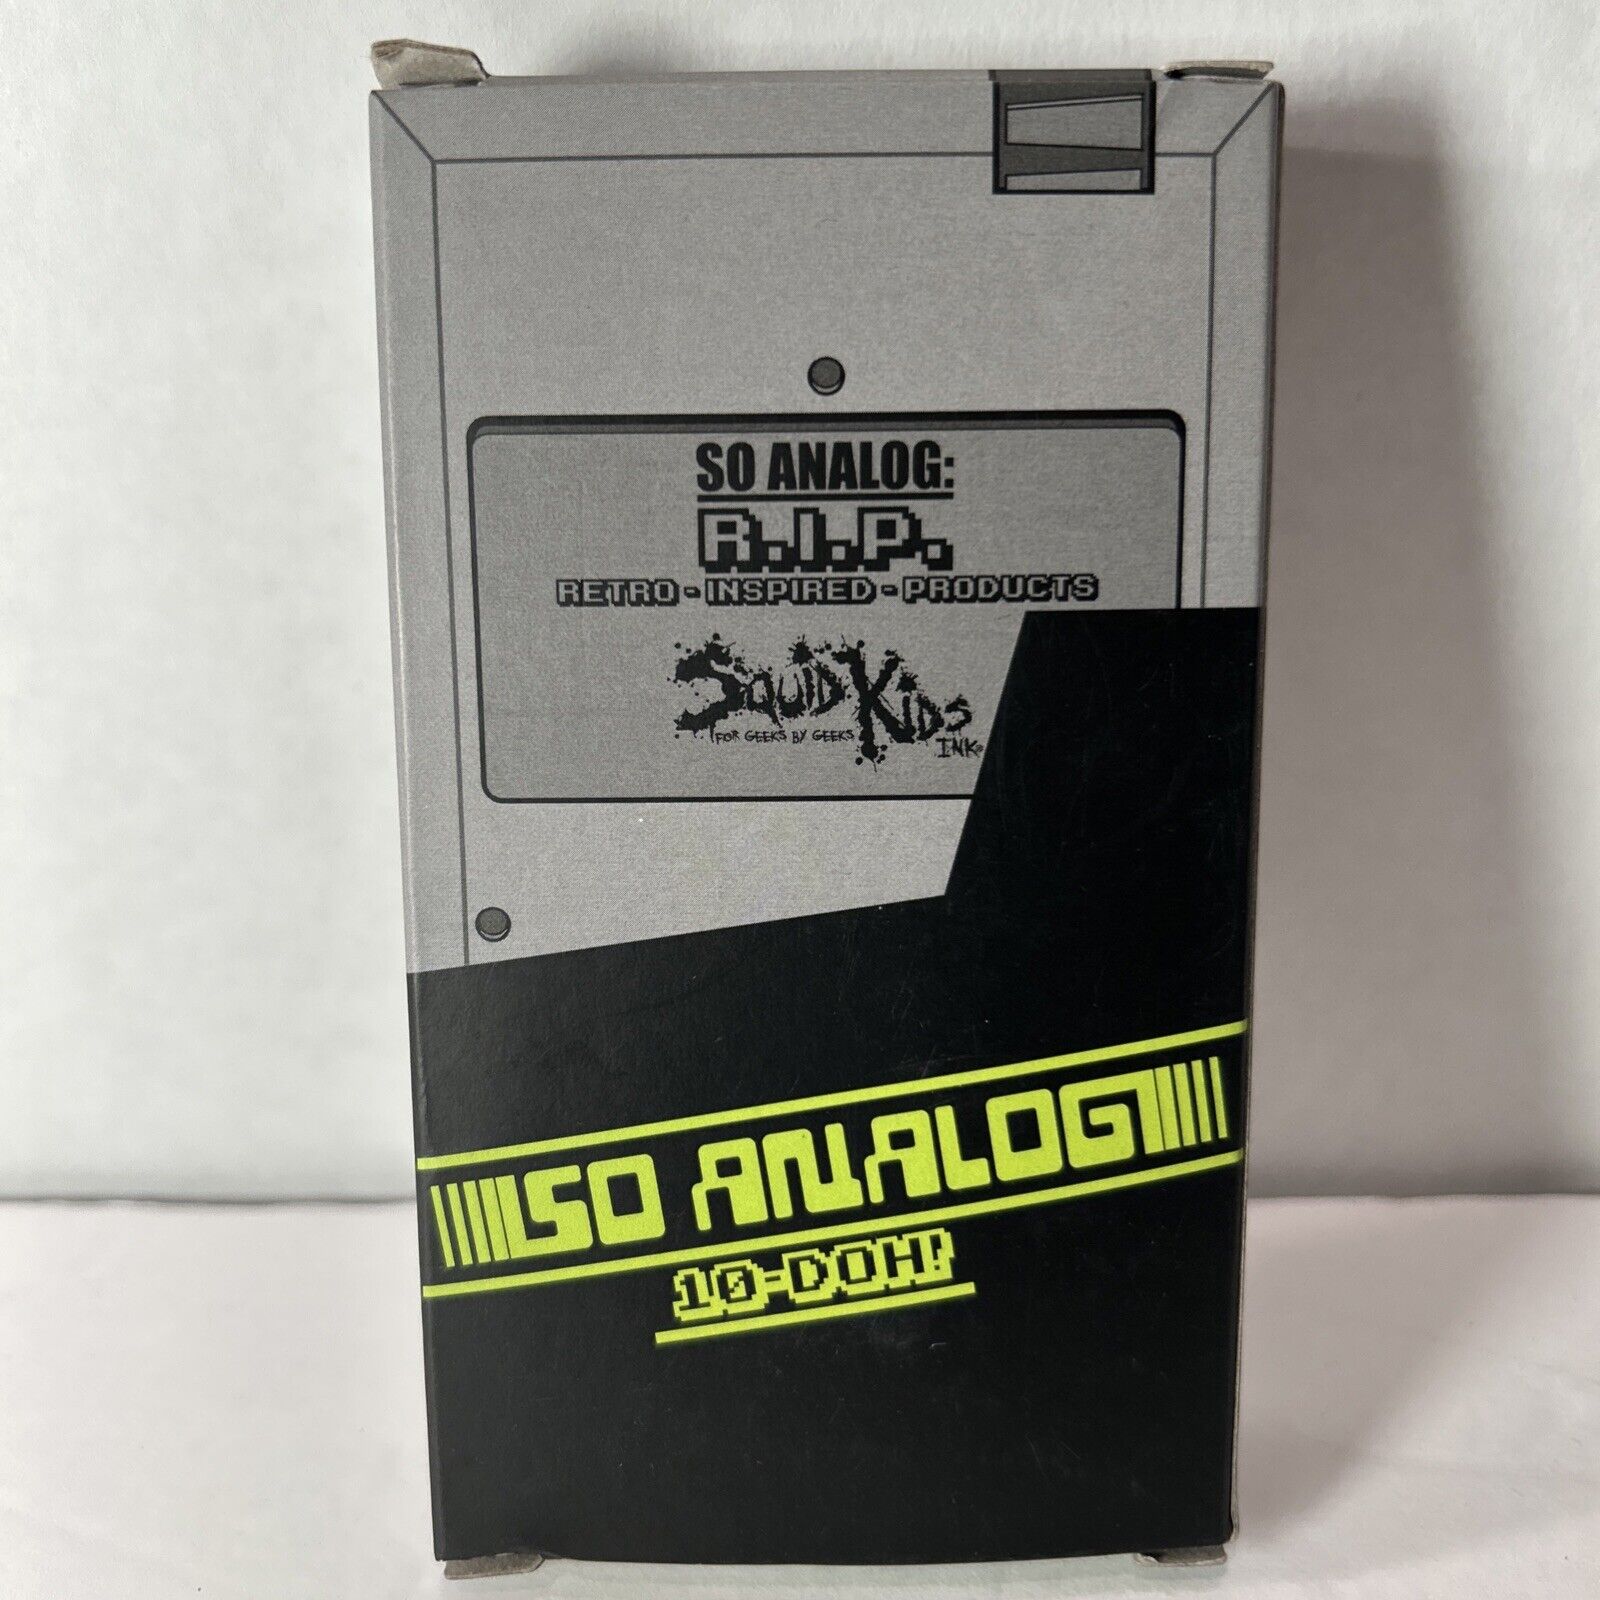 SO ANALOG:
R.I.P.
RETRO-INSPIRED-PRODUCTS
SQUID KIDS
FOR GEEKS BY GEEKS
INK
SO ANALOG
10-DOH!